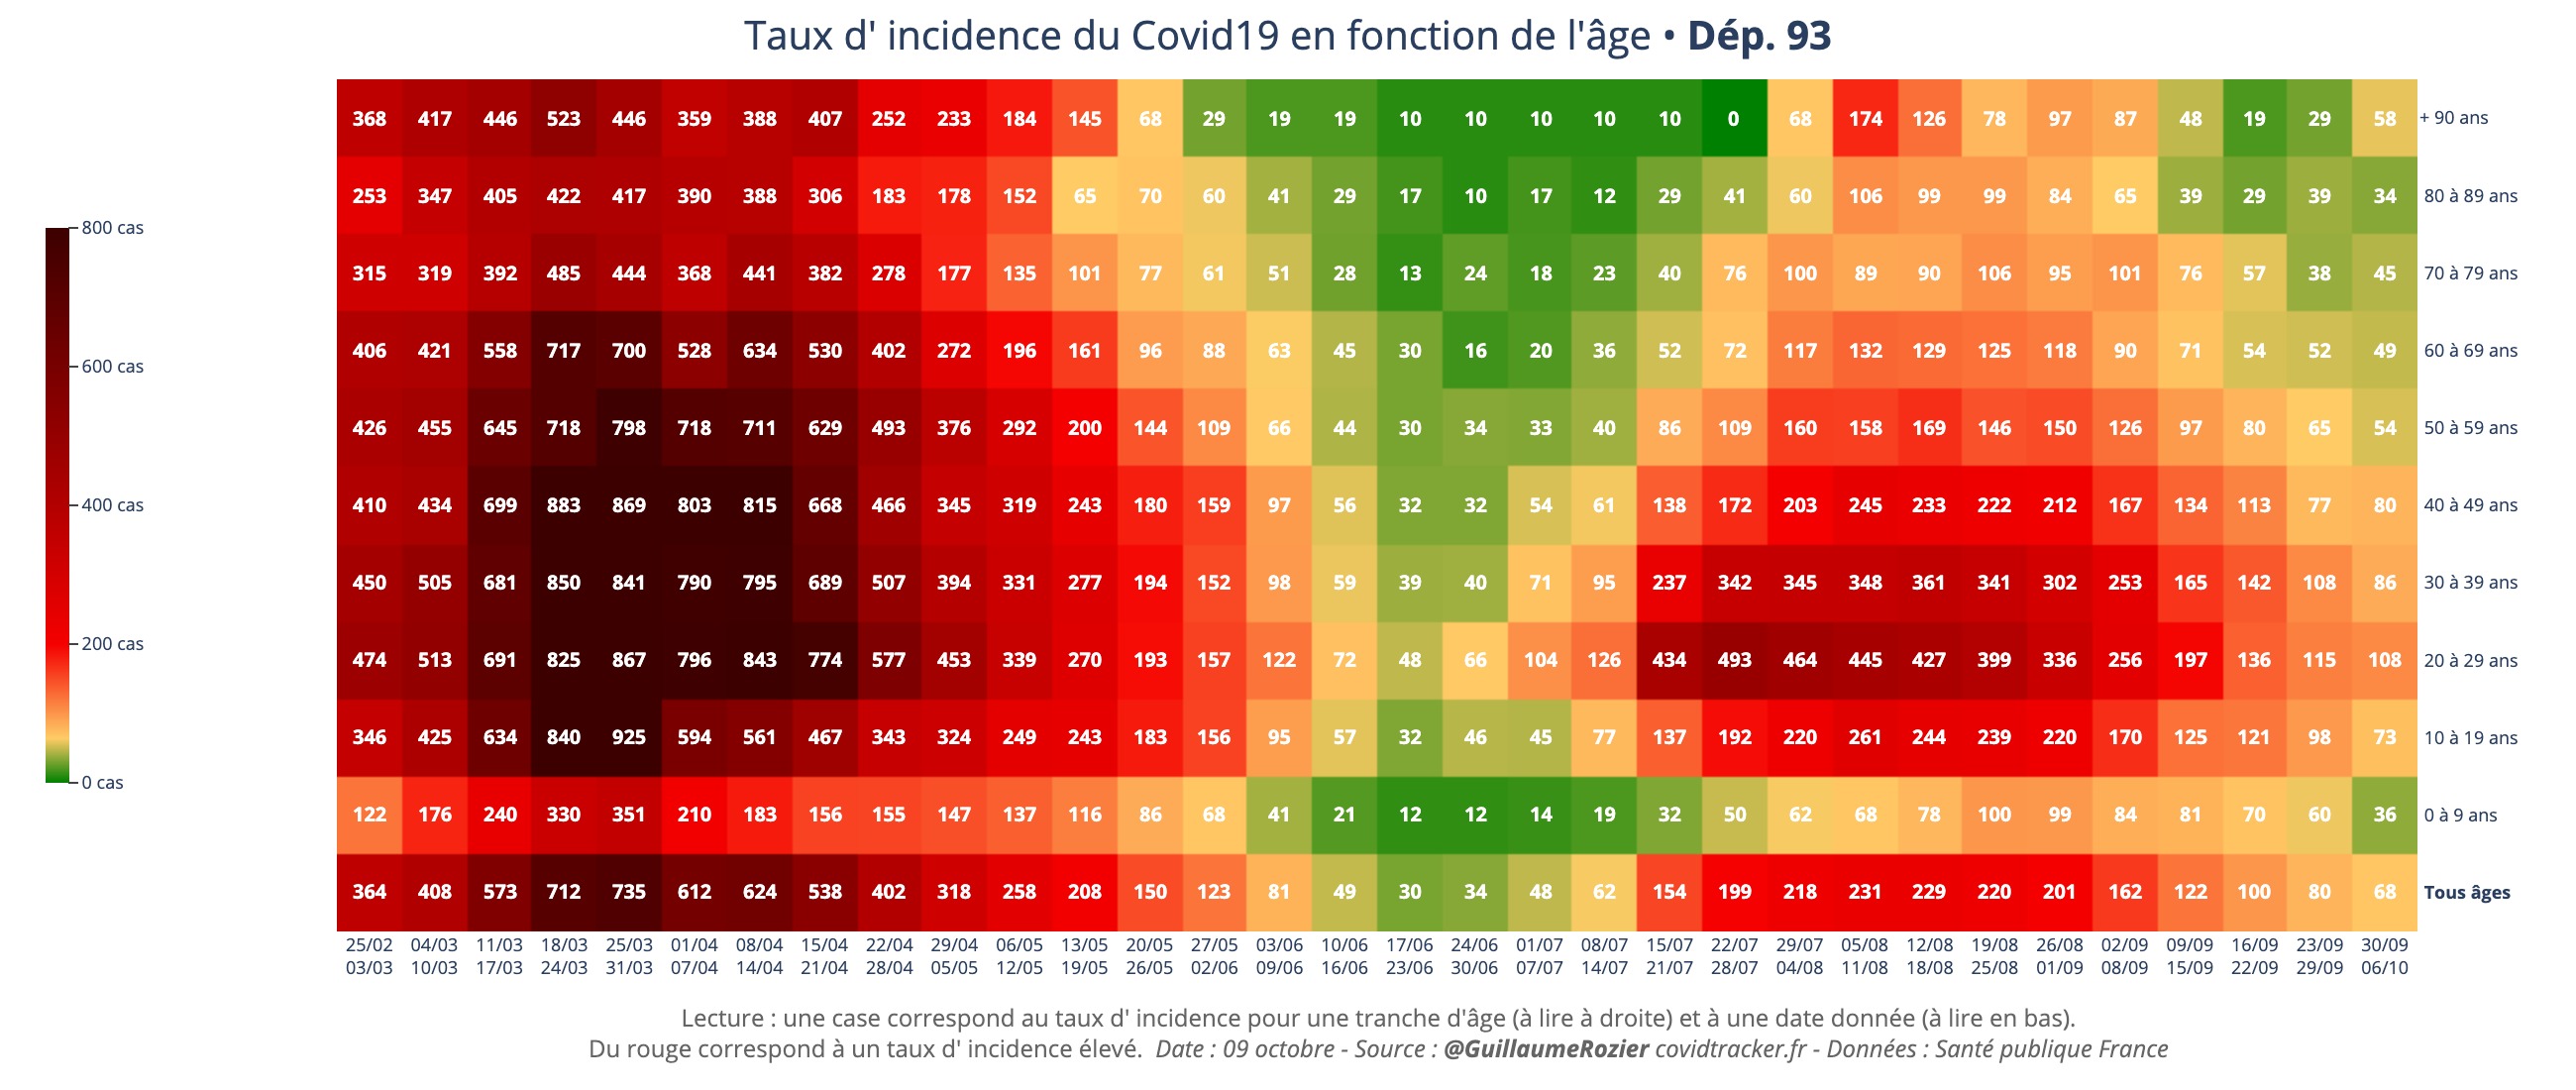 Taux d' incidence du Covid19 en fonction de l'âge • Dép. 93
368 417 446 523 446 359 388 407 252 233 184 145 68 29 19 19 10 10 10 10 10 0 68 174 126 78 97 87 48 19 29 58 + 90 ans
253 347 405 422 417 390 388 306 183 178 152 65 70 60 41 29 17 10 17 12 29 41 60 106 99 99 84 65 39 29 39 34 80 à 89 ans
800 cas
315 319 392 485 444 368 441 382 278 177 135 101 77 61 51 28 13 24 18 23 40 76 100 89 90 106 95 101 76 57 38 45 70 à 79 ans
406 421 558 717 700 528 634 530 402 272 196 161 96 88 63 45 30 16 20 36 52 72 117 132 129 125 118 90 71 54 52 49 60 à 69 ans
600 cas
426 455 645 718 798 718 711 629 493 376 292 200 144 109 66 44 30 34 33 40 86 109 160 158 169 146 150 126 97 80 65 54 50 à 59 ans
400 cas
410 434 699 883 869 803 815 668 466 345 319 243 180 159 97 56 32 32 54 61 138 172 203 245 233 222 212 167 134 113 77 80 40 à 49 ans
450 505 681 850 841 790 795 689 507 394 331 277 194 152 98 59 39 40 71 95 237 342 345 348 361 341 302 253 165 142 108 86 30 à 39 ans
200 cas
474 513 691 825 867 796 843 774 577 453 339 270 193 157 122 72 48 66 104 126 434 493 464 445 427 399 336 256 197 136 115 108 20 à 29 ans
346 425 634 840 925 594 561 467 343 324 249 243 183 156 95 57 32 46 45 77 137 192 220 261 244 239 220 170 125 121 98 73 10 à 19 ans
0 cas
122 176 240 330 351 210 183 156 155 147 137 116 86 68 41 21 12 12 14 19 32 50 62 68 78 100 99 84 81 70 60 36 0 à 9 ans
364 408 573 712 735 612 624 538 402 318 258 208 150 123 81 49 30 34 48 62 154 199 218 231 229 220 201 162 122 100 80 68 Tous âges
25/02 04/03 11/03 18/03 25/03 01/04 08/04 15/04 22/04 29/04 06/05 13/05 20/05 27/05 03/06 10/06 17/06 24/06 01/07 08/07 15/07 22/07 29/07 05/08 12/08 19/08 26/08 02/09 09/09 16/09 23/09 30/09
03/03 10/03 17/03 24/03 31/03 07/04 14/04 21/04 28/04 05/05 12/05 19/05 26/05 02/06 09/06 16/06 23/06 30/06 07/07 14/07 21/07 28/07 04/08 11/08 18/08 25/08 01/09 08/09 15/09 22/09 29/09 06/10
Lecture : une case correspond au taux d' incidence pour une tranche d'âge (à lire à droite) et à une date donnée (à lire en bas).
Du rouge correspond à un taux d' incidence élevé. Date : 09 octobre - Source : @GuillaumeRozier covidtracker.fr - Données : Santé publique France